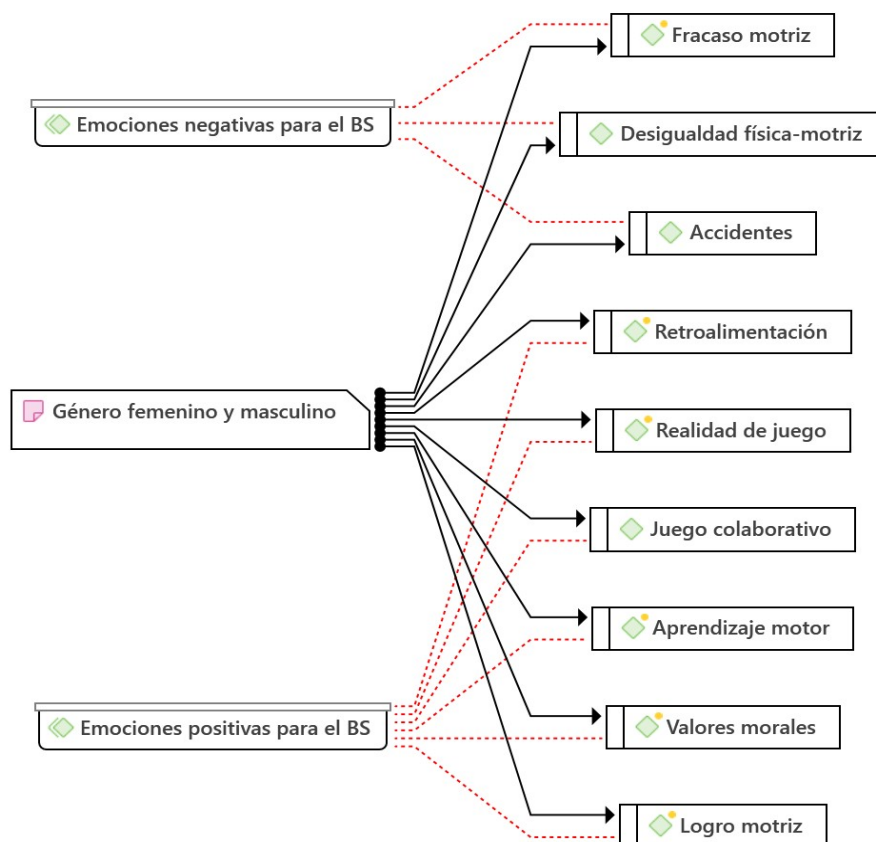 Fracaso motriz
Emociones negativas para el BS
Desigualdad física-motriz
Accidentes
Retroalimentación
Género femenino y masculino
Realidad de juego
Juego colaborativo
Aprendizaje motor
Emociones positivas para el BS
Valores morales
Logro motriz